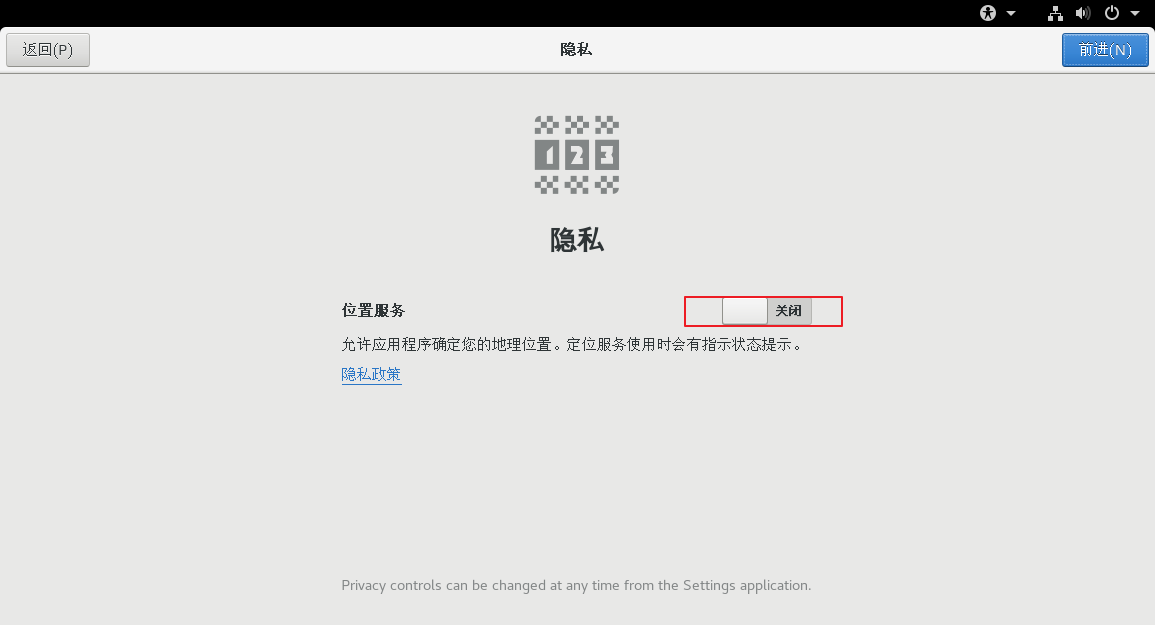 返回(P)
隐私
前进(N)
1 2 3
隐私
位置服务
关闭
允许应用程序确定您的地理位置。定位服务使用时会有指示状态提示。
隐私政策
Privacy controls can be changed at any time from the Settings application.